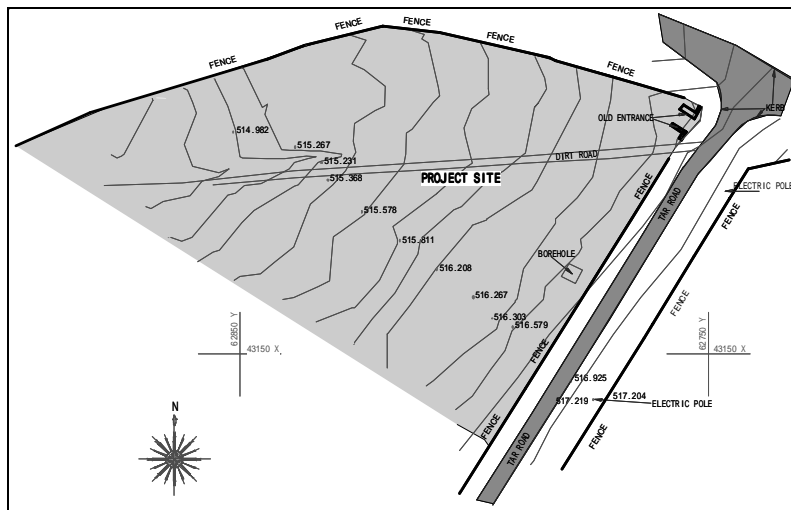 FENCE
FENCE
FENCE
FENCE
FENCE
OLD ENTRANCE
KERB
514.982
515.267
515.231
DIRT ROAD
515.368
PROJECT SITE
FENCE
ELECTRIC POLE
515.578
TAR ROAD
FENCE
515.811
BOREHOLE
516.208
516.267
FENCE
516.303
516.579
62850 Y
43150 X
FENCE
62750 Y
43150 X
516.925
517.219
517.204
ELECTRIC POLE
N
FENCE
FENCE
TAR ROAD